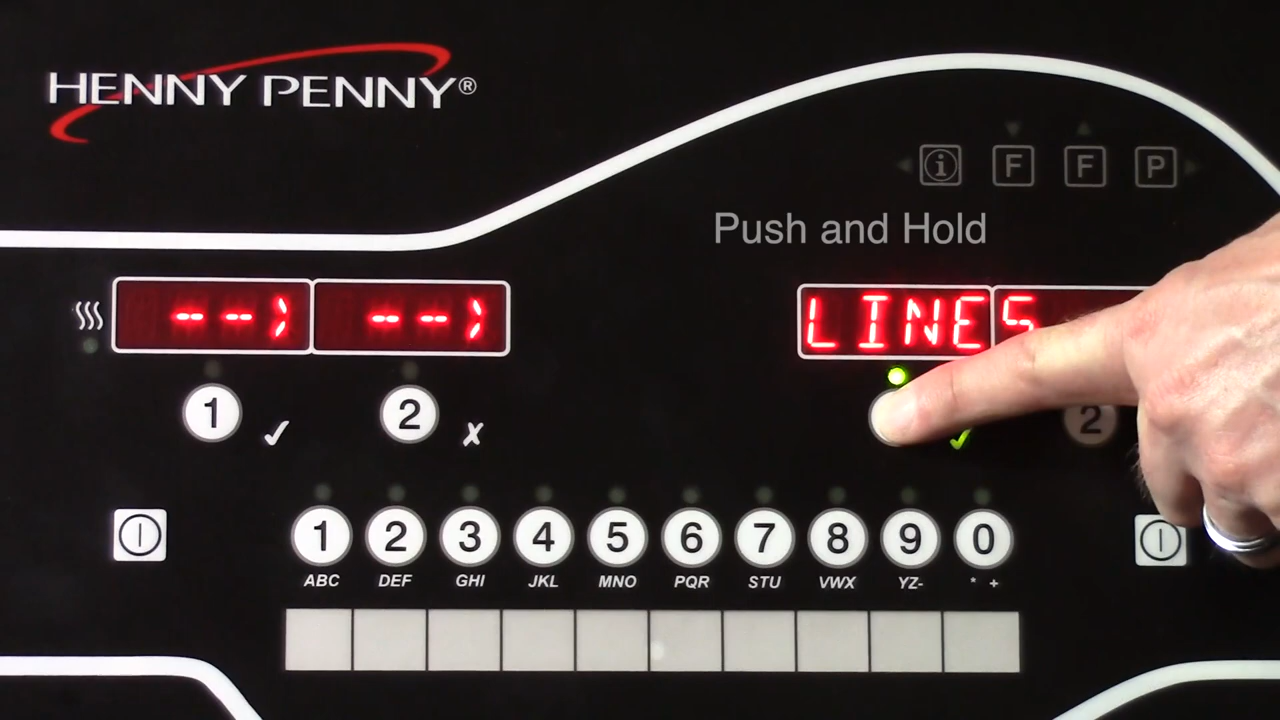 HENNY PENNY®
i F F P
Push and Hold
--> -->
LINES
1 ✓ 2 ✗
✓ 2
1 2 3 4 5 6 7 8 9 0
ABC DEF GHI JKL MNO PQR STU VWX YZ- * +